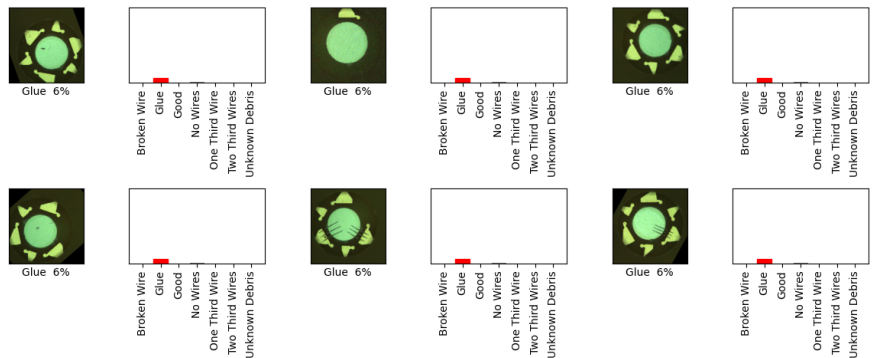 Glue 6%
Broken Wire
Glue
Good
No Wires
One Third Wire
Two Third Wires
Unknown Debris
Glue 6%
Broken Wire
Glue
Good
No Wires
One Third Wire
Two Third Wires
Unknown Debris
Glue 6%
Broken Wire
Glue
Good
No Wires
One Third Wire
Two Third Wires
Unknown Debris
Glue 6%
Broken Wire
Glue
Good
No Wires
One Third Wire
Two Third Wires
Unknown Debris
Glue 6%
Broken Wire
Glue
Good
No Wires
One Third Wire
Two Third Wires
Unknown Debris
Glue 6%
Broken Wire
Glue
Good
No Wires
One Third Wire
Two Third Wires
Unknown Debris